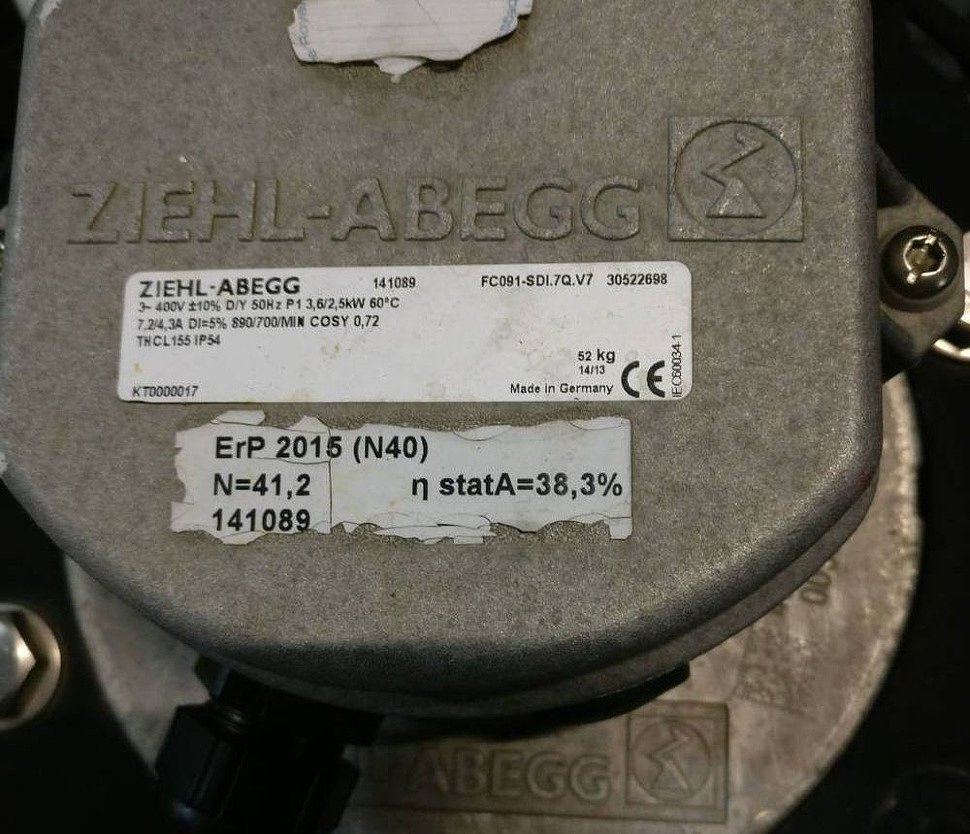 ZIEHL-ABEGG
ZIEHL-ABEGG 141089 FC091-SDI.7Q.V7 30522698
3~ 400V ±10% D/Y 50Hz P1 3,6/2,5kW 60°C
7,2/4,3A DI=5% 890/700/MIN COSY 0,72
THCL155 IP54
52 kg
14/13
KT0000017 Made in Germany CE
IEC60034-1
ErP 2015 (N40)
N=41,2 η statA=38,3%
141089
ABEGG